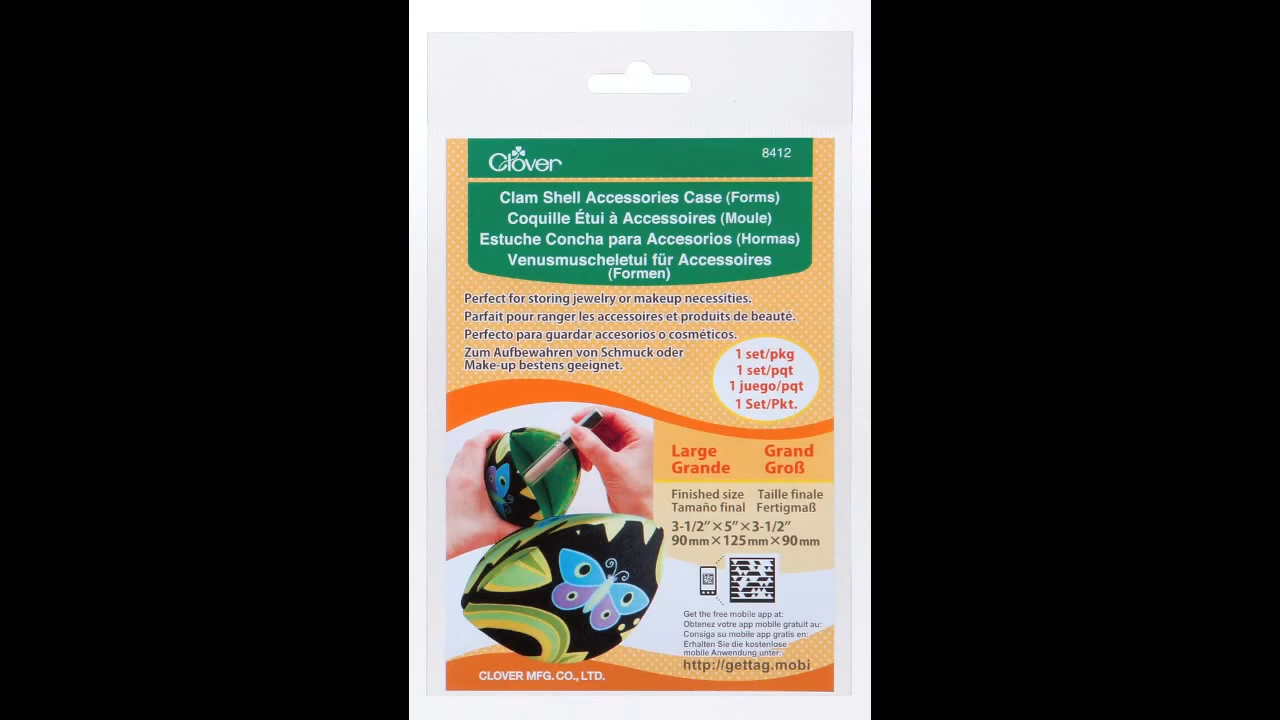 Clover
8412
Clam Shell Accessories Case (Forms)
Coquille Étui à Accessoires (Moule)
Estuche Concha para Accesorios (Hormas)
Venusmuscheletui für Accessoires
(Formen)
Perfect for storing jewelry or makeup necessities.
Parfait pour ranger les accessoires et produits de beauté.
Perfecto para guardar accesorios o cosméticos.
Zum Aufbewahren von Schmuck oder
Make-up bestens geeignet.
1 set/pkg
1 set/pqt
1 juego/pqt
1 Set/Pkt.
Large Grand
Grande Groß
Finished size Taille finale
Tamaño final Fertigmaß
3-1/2″×5″×3-1/2″
90mm×125mm×90mm
Get the free mobile app at:
Obtenez votre app mobile gratuit au:
Consiga su mobile app gratis en:
Erhalten Sie die kostenlose
mobile Anwendung unter:
http://gettag.mobi
CLOVER MFG. CO., LTD.